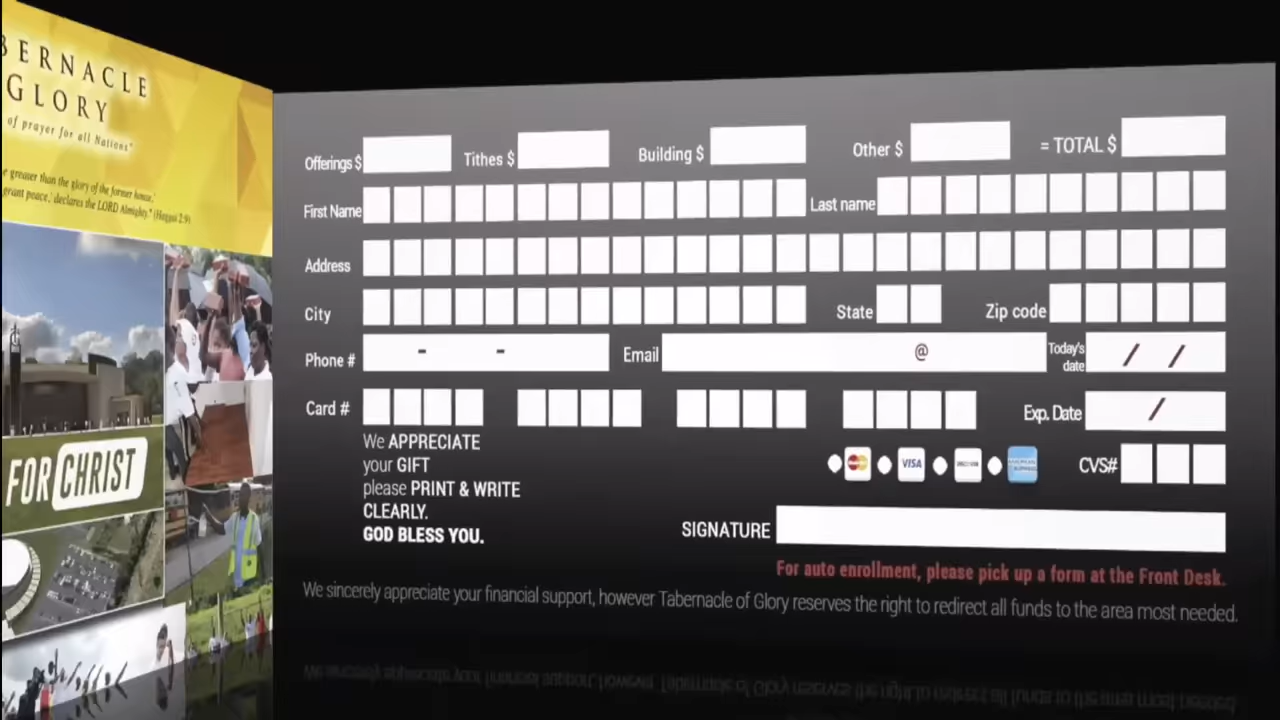 BERNACLE
GLORY
of prayer for all Nations"
e greater than the glory of the former house,'
grant peace,' declares the LORD Almighty." (Haggai 2:9)
FOR CHRIST
Offerings $ Tithes $ Building $ Other $ = TOTAL $
First Name Last name
Address
City State Zip code
Phone # - - Email @ Today's date / /
Card # Exp. Date /
We APPRECIATE
your GIFT
please PRINT & WRITE
CLEARLY.
GOD BLESS YOU.
VISA CVS#
SIGNATURE
For auto enrollment, please pick up a form at the Front Desk.
We sincerely appreciate your financial support, however Tabernacle of Glory reserves the right to redirect all funds to the area most needed.